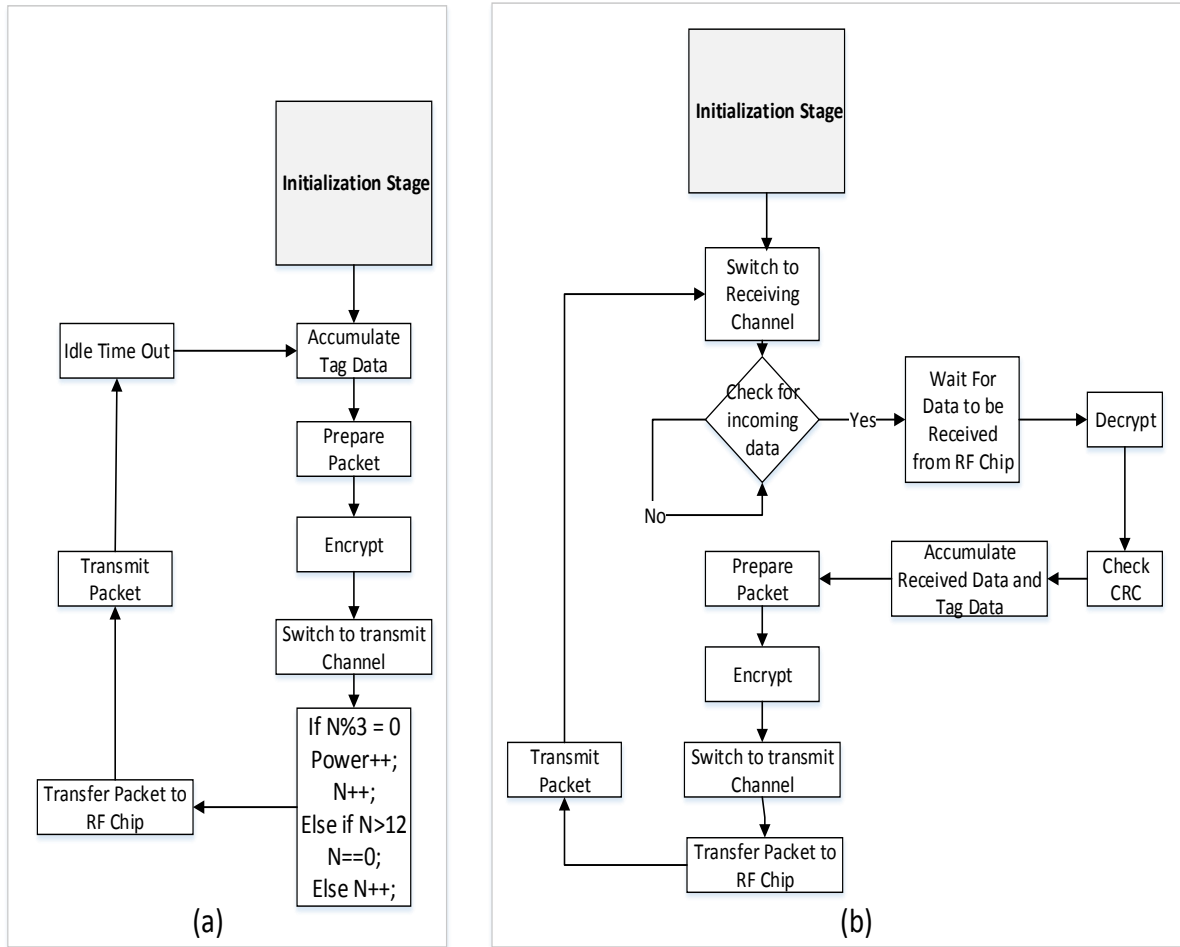 Initialization Stage
Idle Time Out
Accumulate
Tag Data
Prepare
Packet
Encrypt
Switch to transmit
Channel
If N%3 = 0
Power++;
N++;
Else if N>12
N==0;
Else N++;
Transfer Packet to
RF Chip
Transmit
Packet
(a)
Initialization Stage
Switch to
Receiving
Channel
Check for
incoming
data
No
Yes
Wait For
Data to be
Received
from RF Chip
Decrypt
Check
CRC
Accumulate
Received Data and
Tag Data
Prepare
Packet
Encrypt
Switch to transmit
Channel
Transfer Packet to
RF Chip
Transmit
Packet
(b)